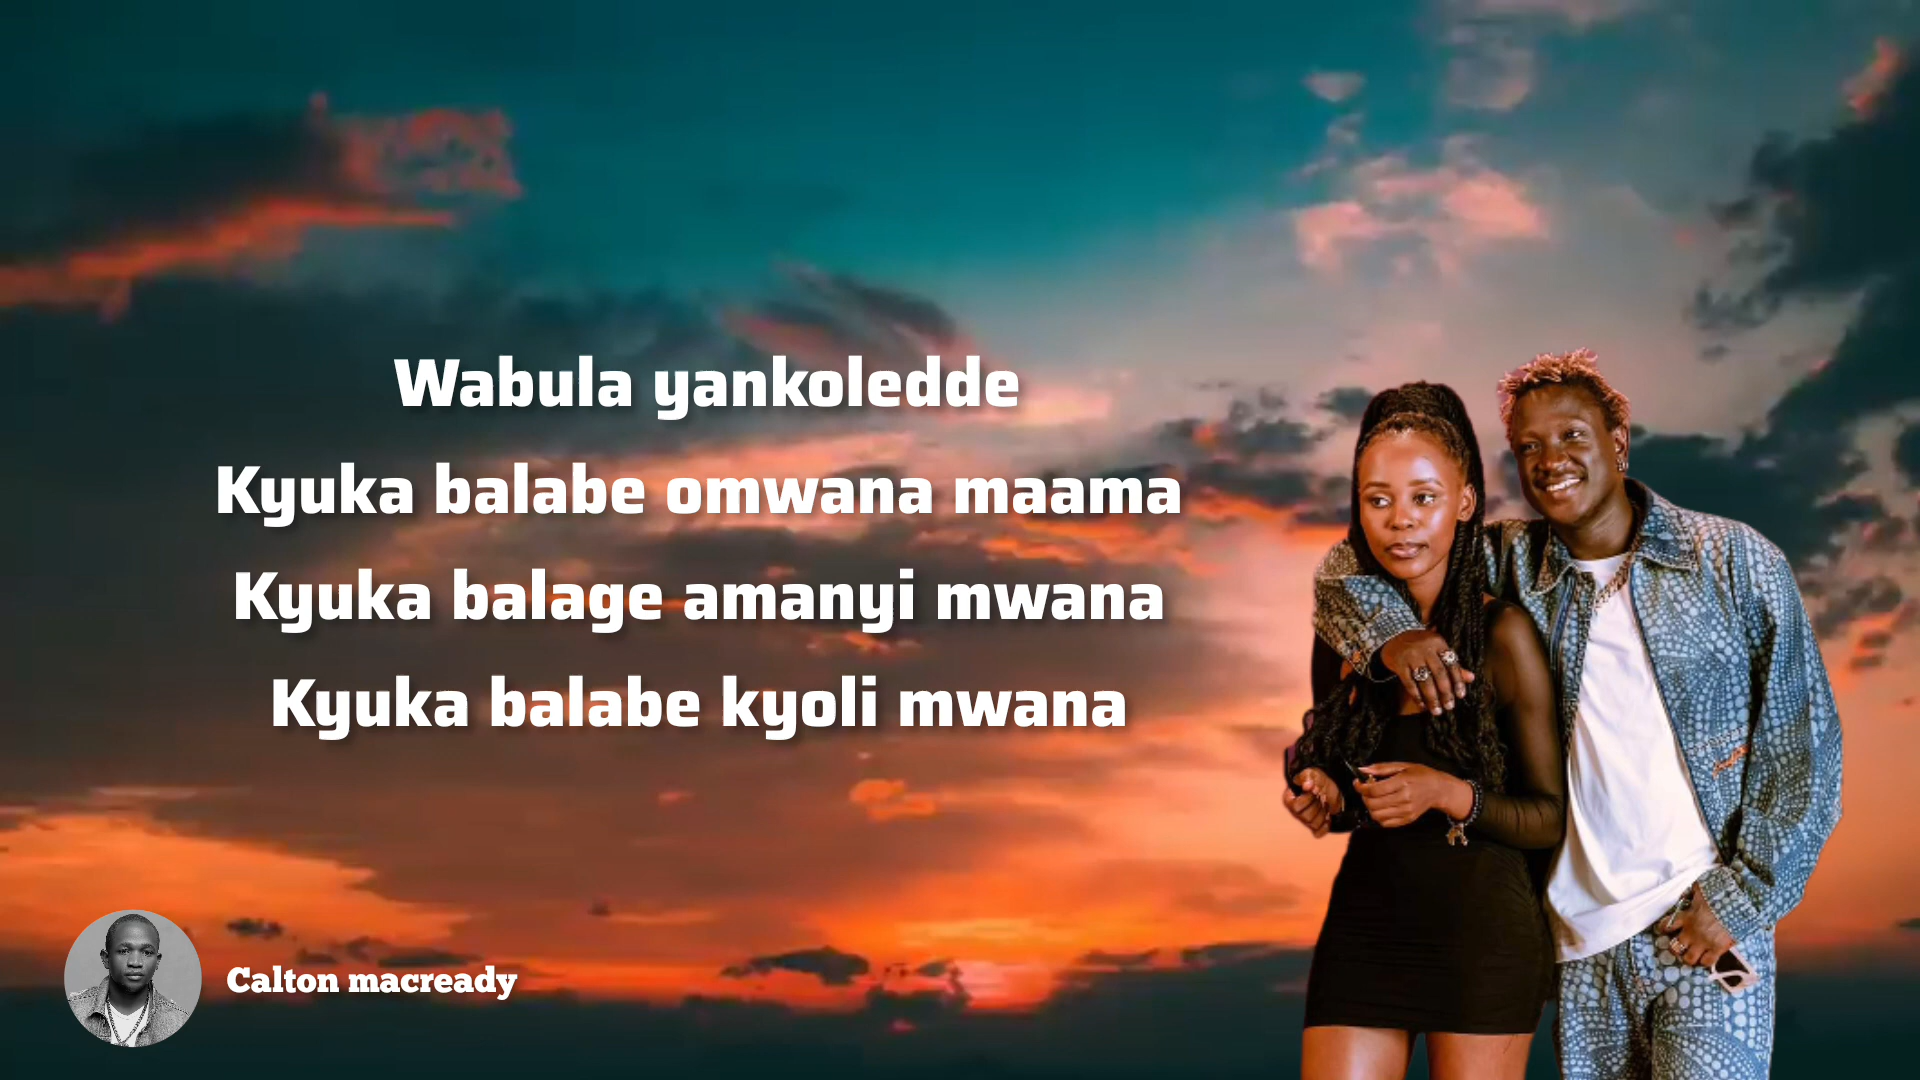 Wabula yankoledde
Kyuka balabe omwana maama
Kyuka balage amanyi mwana
Kyuka balabe kyoli mwana
Calton macready